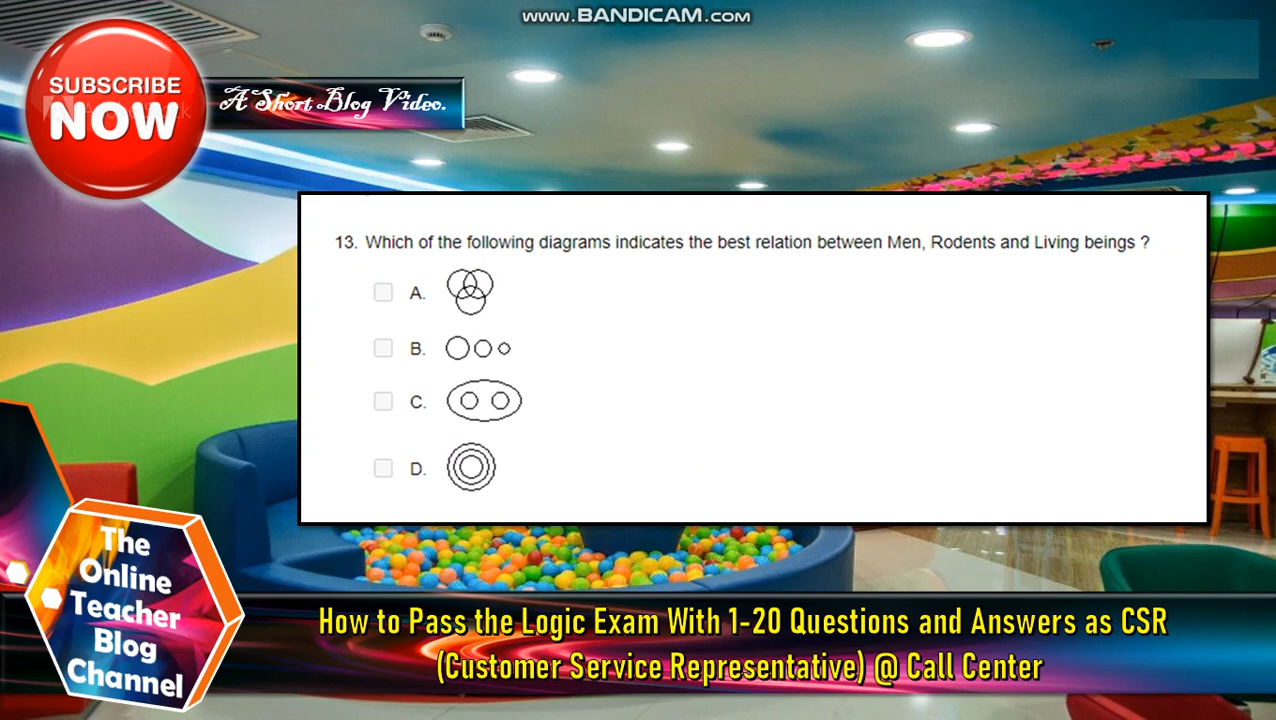 www.BANDICAM.com
SUBSCRIBE
NOW
A Short Blog Video.
13. Which of the following diagrams indicates the best relation between Men, Rodents and Living beings ?
A.
B.
C.
D.
The
Online
Teacher
Blog
Channel
How to Pass the Logic Exam With 1-20 Questions and Answers as CSR
(Customer Service Representative) @ Call Center